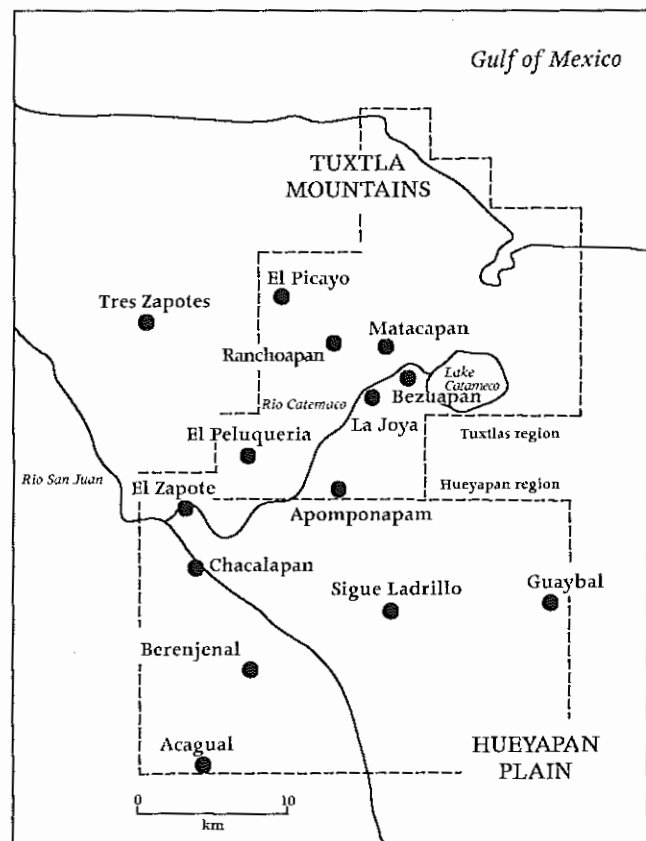 Gulf of Mexico
TUXTLA
MOUNTAINS
El Picayo
Tres Zapotes
Matacapan
Ranchoapan
Lake
Catameco
Bezuapan
Rio Catemaco
La Joya
El Peluqueria
Tuxtlas region
Rio San Juan
El Zapote
Hueyapan region
Apomponapam
Chacalapan
Sigue Ladrillo
Guaybal
Berenjenal
Acagual
HUEYAPAN
PLAIN
0 10
km